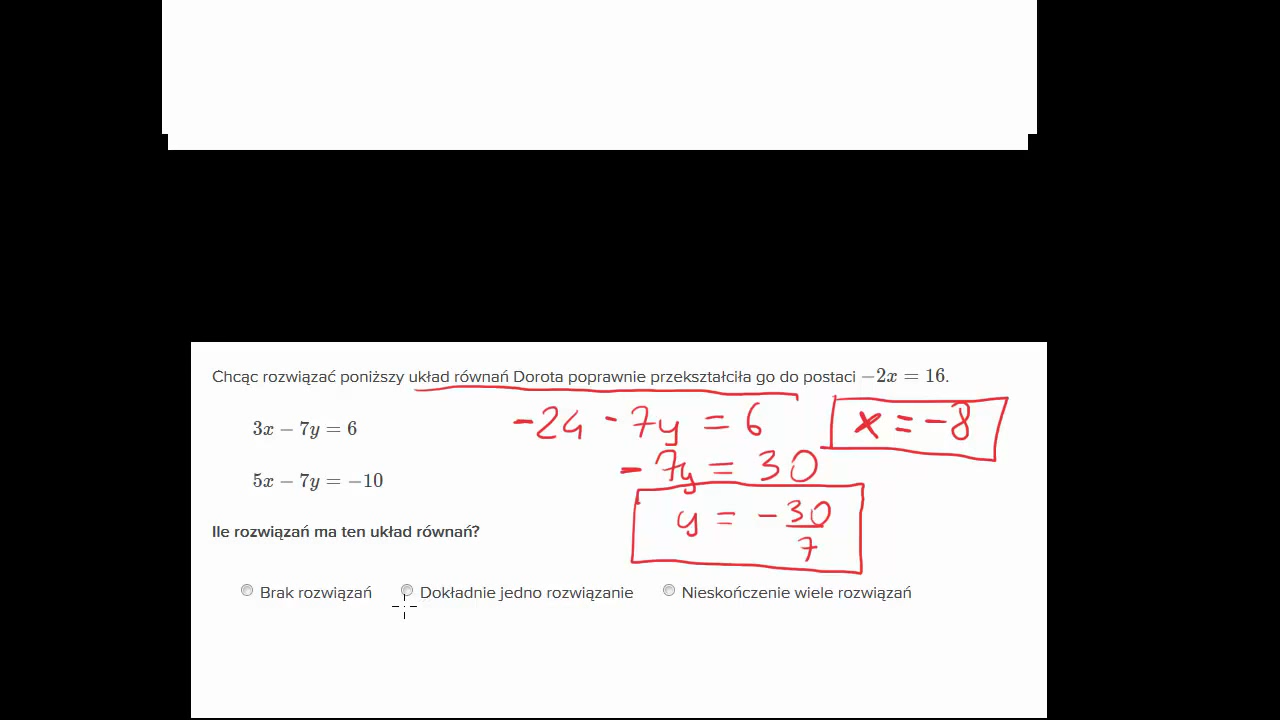 Chcąc rozwiązać poniższy układ równań Dorota poprawnie przekształciła go do postaci −2x = 16.
-24 - 7y = 6
x = -8
3x − 7y = 6
- 7y = 30
5x − 7y = −10
y = - 30/7
Ile rozwiązań ma ten układ równań?
Brak rozwiązań Dokładnie jedno rozwiązanie Nieskończenie wiele rozwiązań